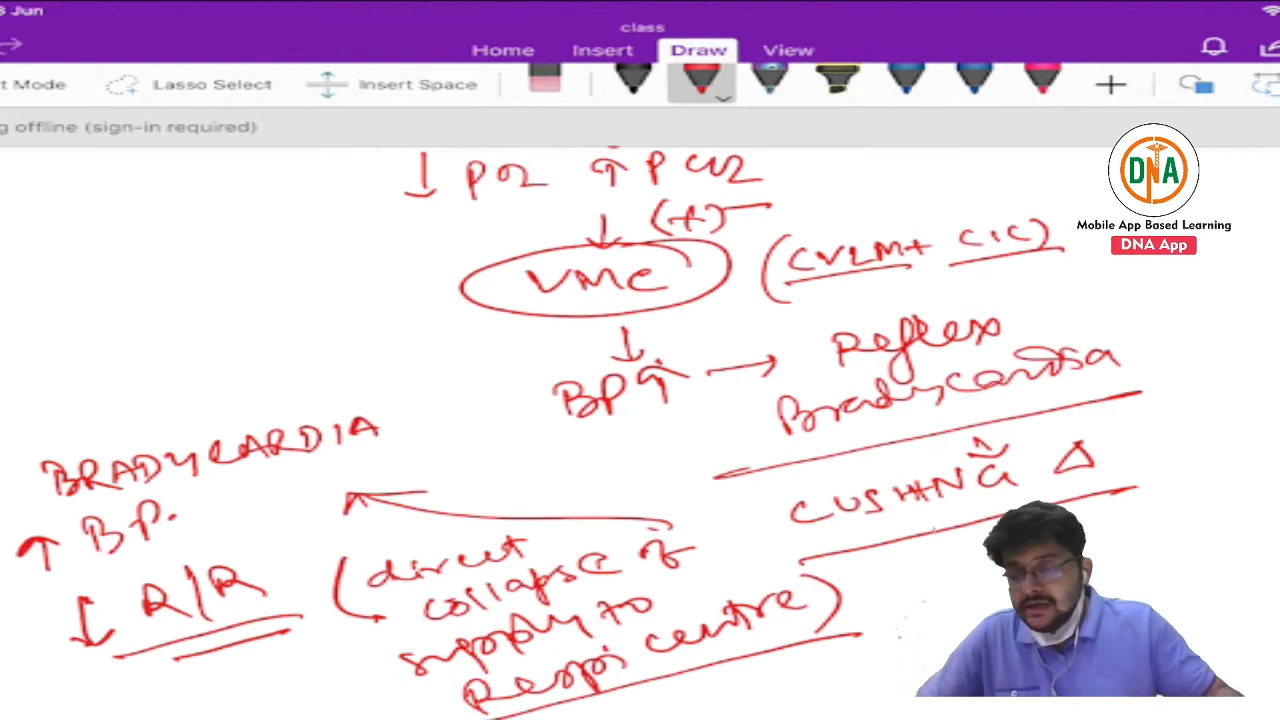 3 Jun
class
Home Insert Draw View
t Mode Lasso Select Insert Space
g offline (sign-in required)
DNA
Mobile App Based Learning
DNA App
↓ PO2 ↑ PCO2
↓ (+)
VMC (CVLM + CIC)
↓
BP↑ → Reflex
Bradycardia
CUSHING Δ
BRADYCARDIA
↑ BP.
↓ R/R
(direct
collapse of
supply to
Respi centre)